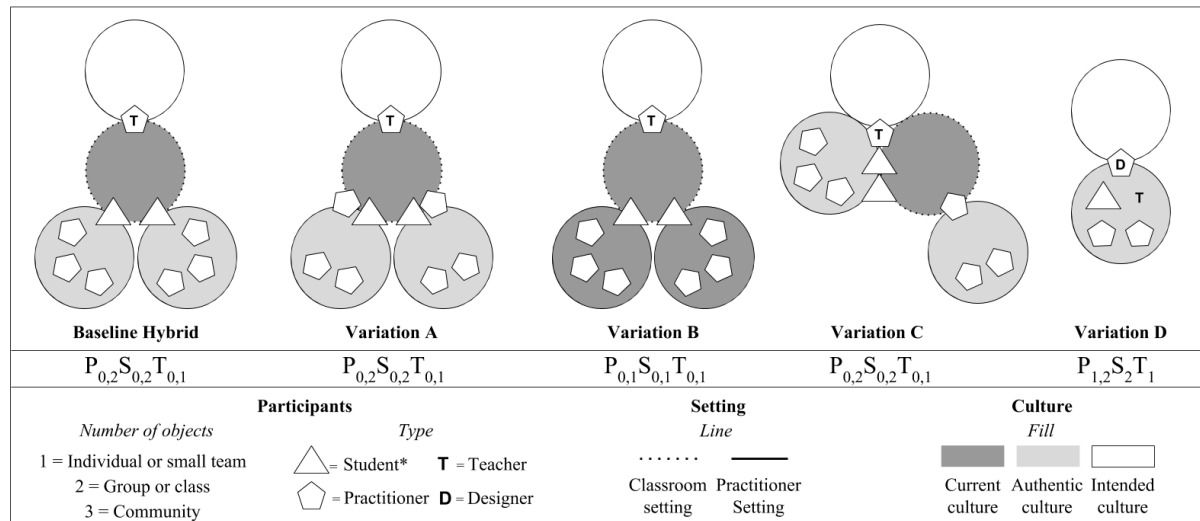 T
T
T
T
D
T
Baseline Hybrid
Variation A
Variation B
Variation C
Variation D
P0,2S0,2T0,1
P0,2S0,2T0,1
P0,1S0,1T0,1
P0,2S0,2T0,1
P1,2S2T1
Participants
Setting
Culture
Number of objects
Type
Line
Fill
1 = Individual or small team
2 = Group or class
3 = Community
= Student*
T = Teacher
= Practitioner
D = Designer
Classroom
setting
Practitioner
Setting
Current
culture
Authentic
culture
Intended
culture